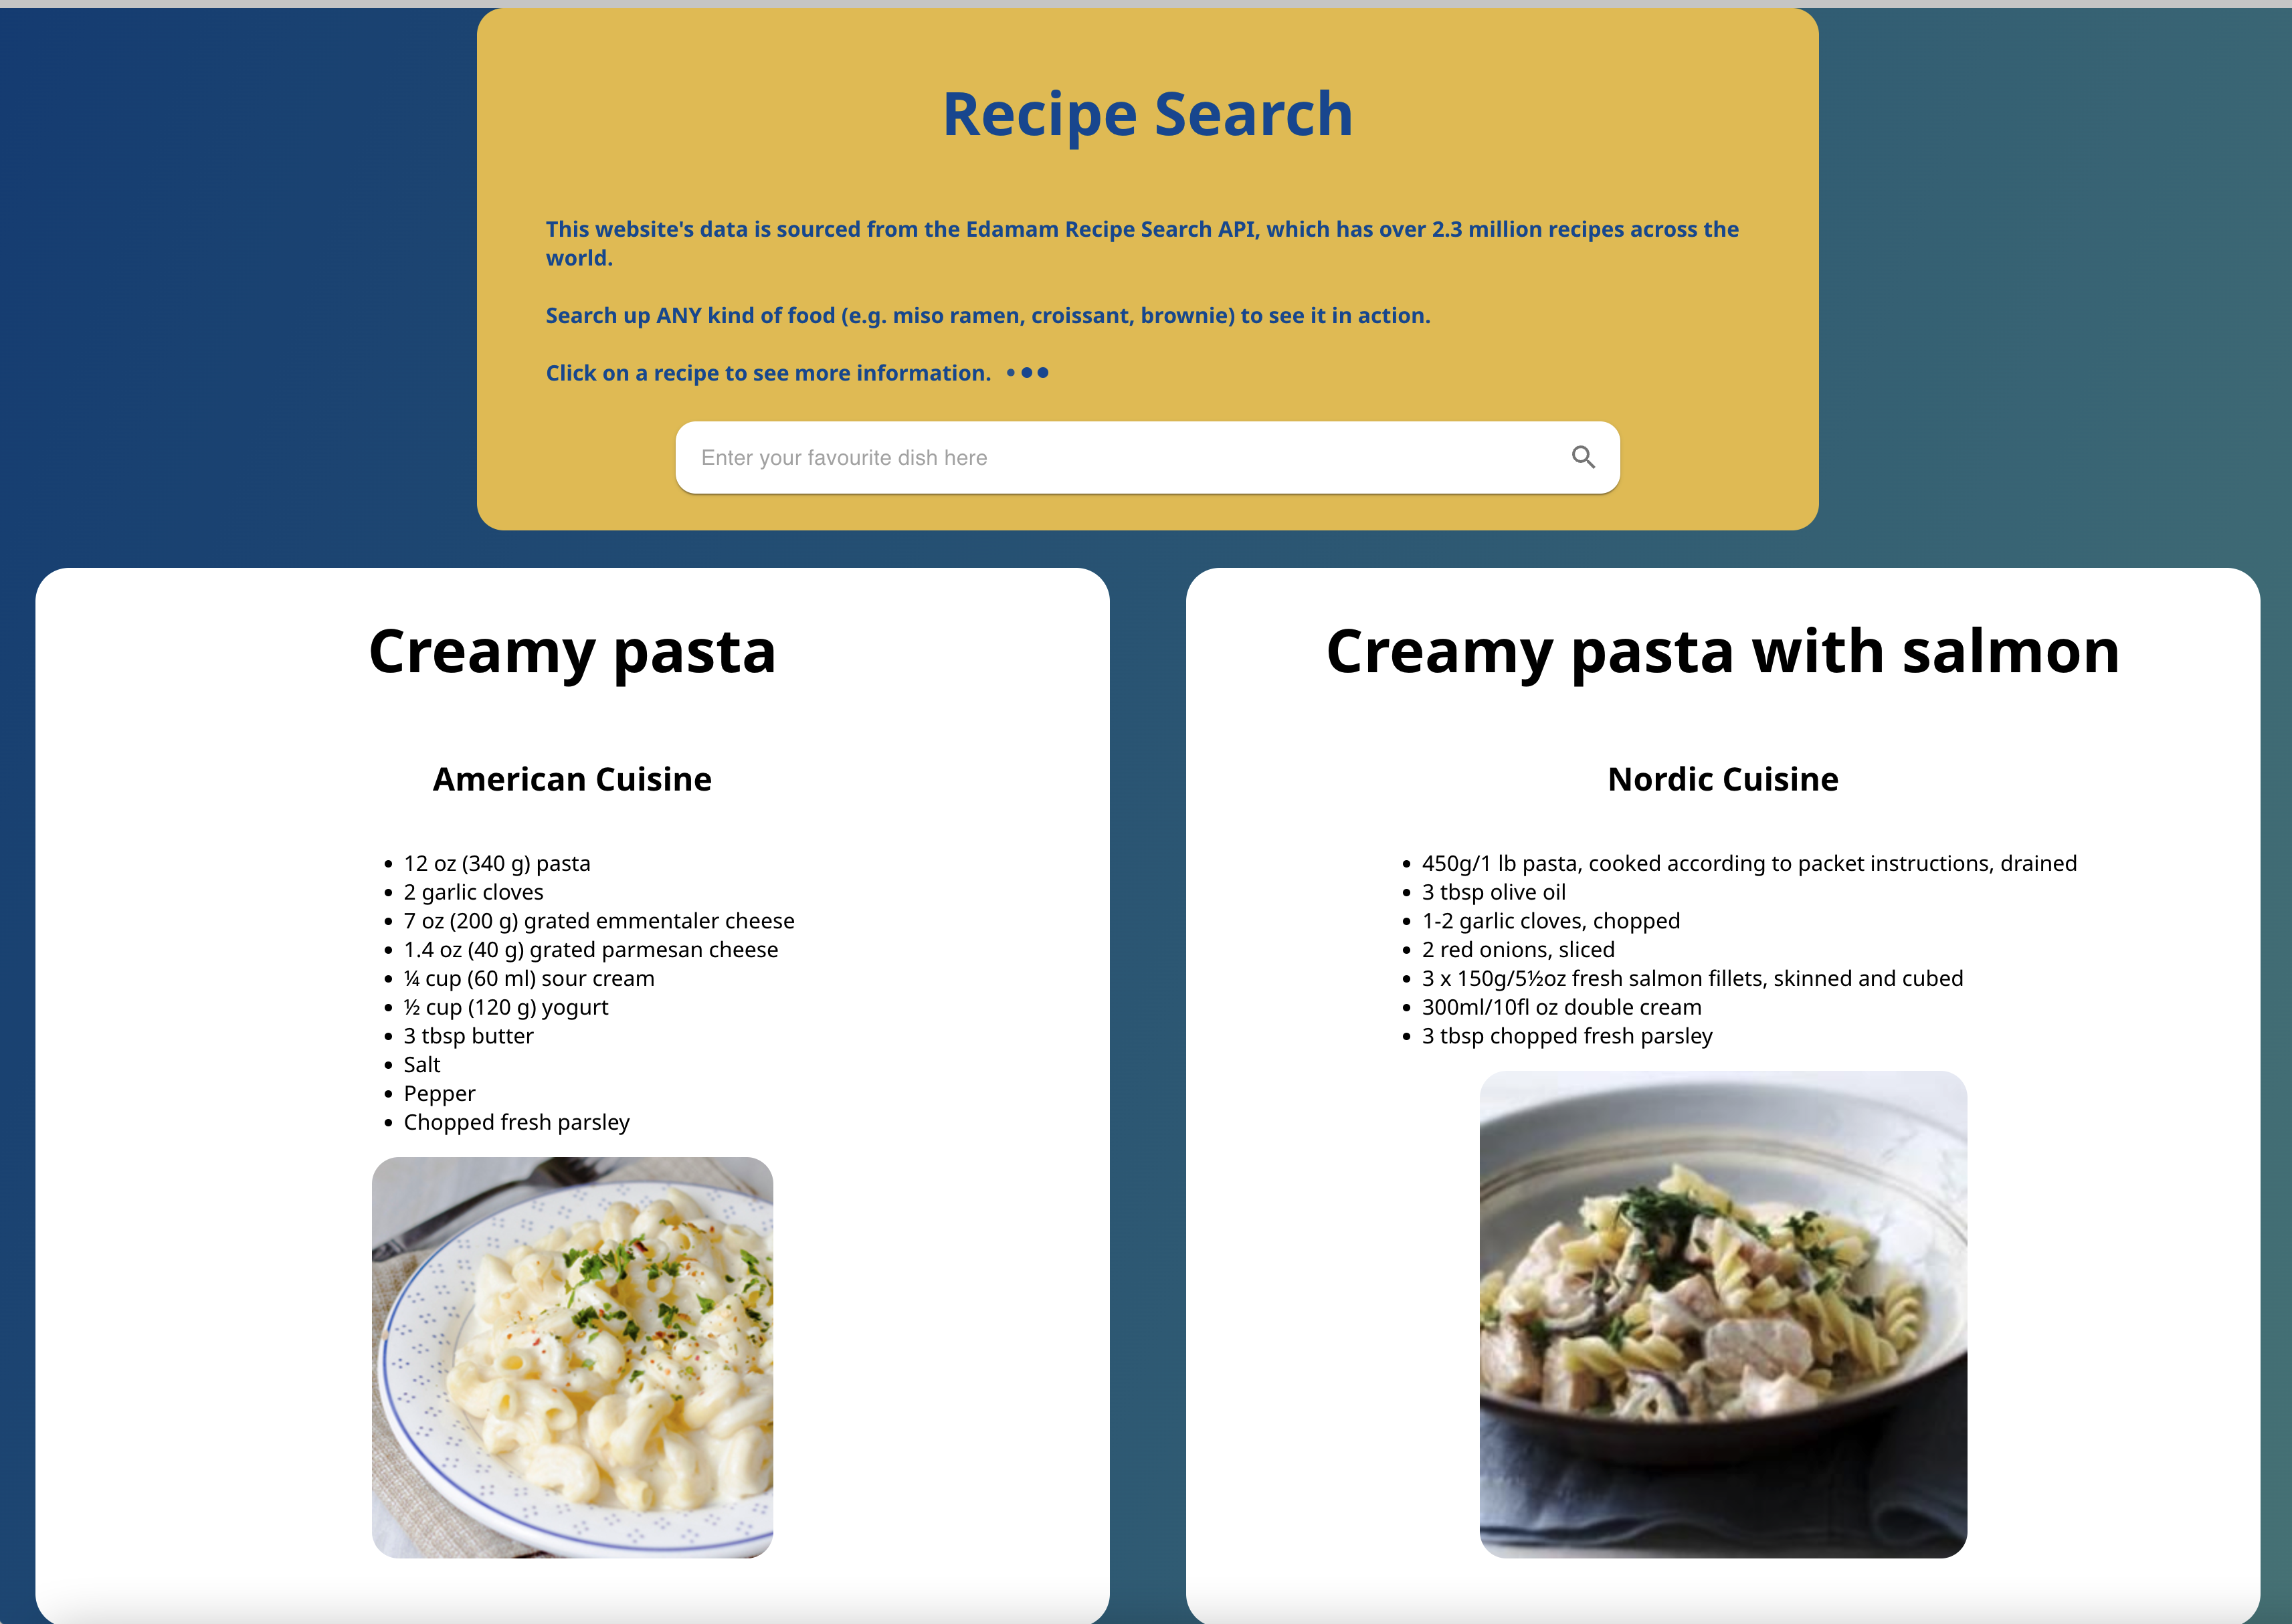 Recipe Search
This website's data is sourced from the Edamam Recipe Search API, which has over 2.3 million recipes across the
world.
Search up ANY kind of food (e.g. miso ramen, croissant, brownie) to see it in action.
Click on a recipe to see more information.
Enter your favourite dish here
Creamy pasta
American Cuisine
12 oz (340 g) pasta
2 garlic cloves
7 oz (200 g) grated emmentaler cheese
1.4 oz (40 g) grated parmesan cheese
¼ cup (60 ml) sour cream
½ cup (120 g) yogurt
3 tbsp butter
Salt
Pepper
Chopped fresh parsley
Creamy pasta with salmon
Nordic Cuisine
450g/1 lb pasta, cooked according to packet instructions, drained
3 tbsp olive oil
1-2 garlic cloves, chopped
2 red onions, sliced
3 x 150g/5½oz fresh salmon fillets, skinned and cubed
300ml/10fl oz double cream
3 tbsp chopped fresh parsley